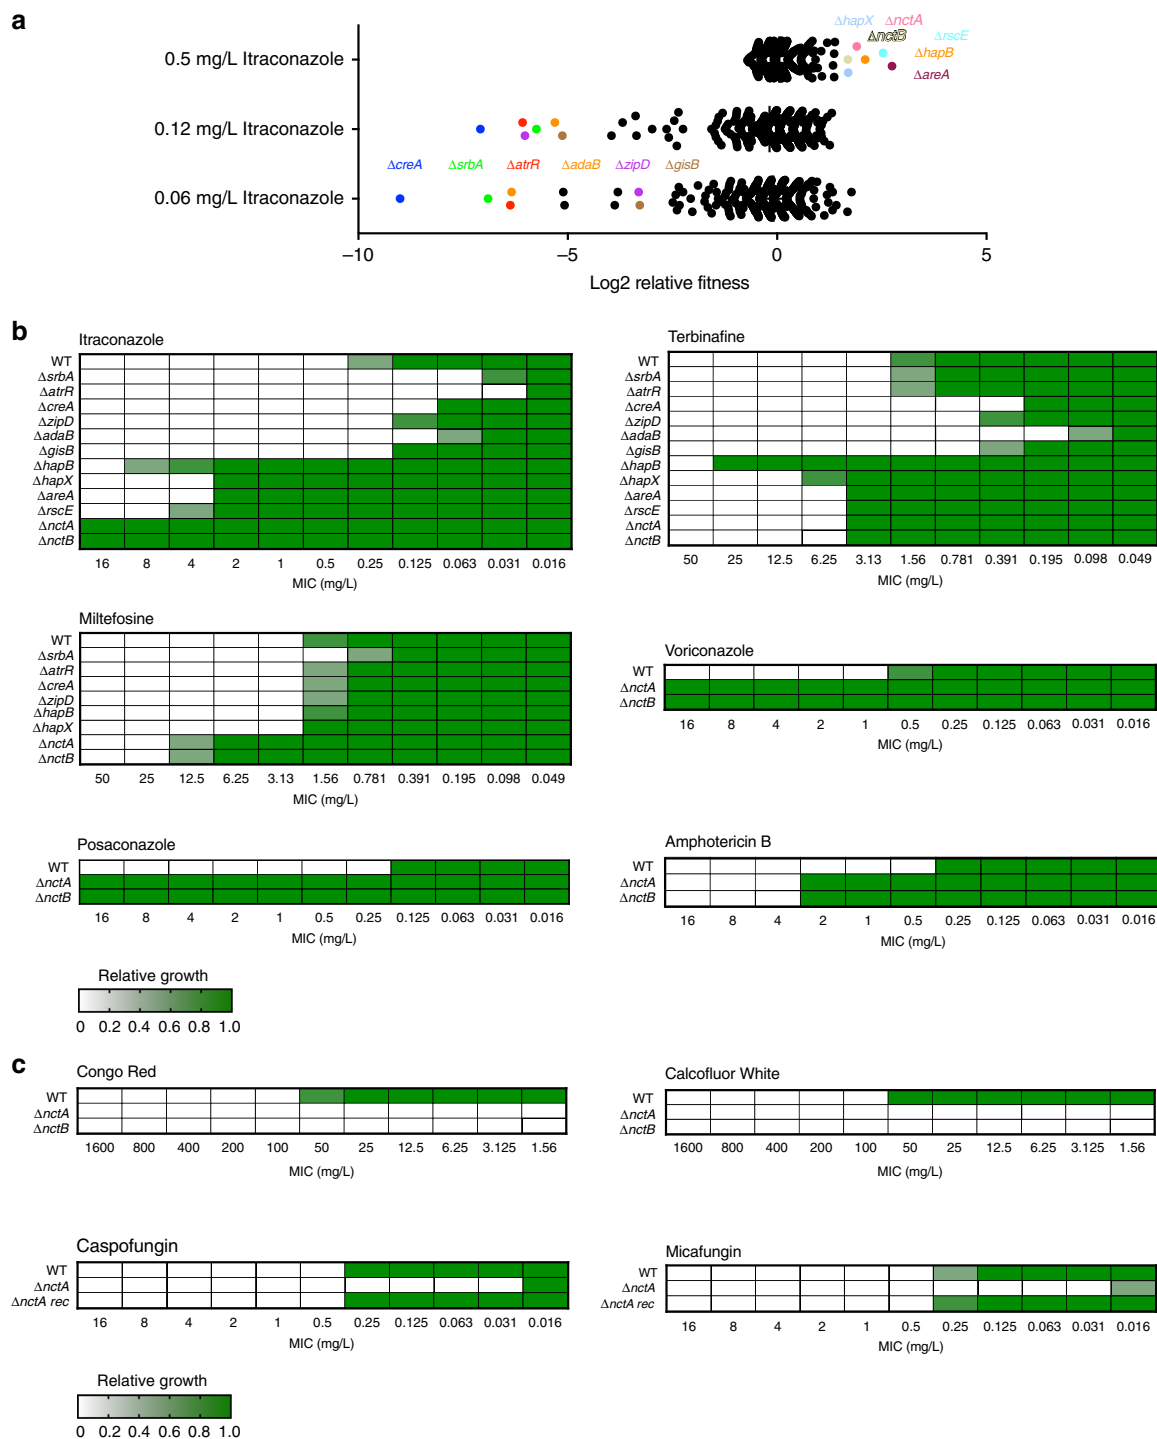 a
ΔhapX ΔnctA
ΔnctB ΔrscE
ΔhapB
ΔareA
0.5 mg/L Itraconazole
0.12 mg/L Itraconazole
ΔcreA ΔsrbA ΔatrR ΔadaB ΔzipD ΔgisB
0.06 mg/L Itraconazole
–10 –5 0 5
Log2 relative fitness
b
Itraconazole
WT
ΔsrbA
ΔatrR
ΔcreA
ΔzipD
ΔadaB
ΔgisB
ΔhapB
ΔhapX
ΔareA
ΔrscE
ΔnctA
ΔnctB
16 8 4 2 1 0.5 0.25 0.125 0.063 0.031 0.016
MIC (mg/L)
Terbinafine
WT
ΔsrbA
ΔatrR
ΔcreA
ΔzipD
ΔadaB
ΔgisB
ΔhapB
ΔhapX
ΔareA
ΔrscE
ΔnctA
ΔnctB
50 25 12.5 6.25 3.13 1.56 0.781 0.391 0.195 0.098 0.049
MIC (mg/L)
Miltefosine
WT
ΔsrbA
ΔatrR
ΔcreA
ΔzipD
ΔhapB
ΔhapX
ΔnctA
ΔnctB
50 25 12.5 6.25 3.13 1.56 0.781 0.391 0.195 0.098 0.049
MIC (mg/L)
Voriconazole
WT
ΔnctA
ΔnctB
16 8 4 2 1 0.5 0.25 0.125 0.063 0.031 0.016
MIC (mg/L)
Posaconazole
WT
ΔnctA
ΔnctB
16 8 4 2 1 0.5 0.25 0.125 0.063 0.031 0.016
MIC (mg/L)
Amphotericin B
WT
ΔnctA
ΔnctB
16 8 4 2 1 0.5 0.25 0.125 0.063 0.031 0.016
MIC (mg/L)
Relative growth
0 0.2 0.4 0.6 0.8 1.0
c
Congo Red
WT
ΔnctA
ΔnctB
1600 800 400 200 100 50 25 12.5 6.25 3.125 1.56
MIC (mg/L)
Calcofluor White
WT
ΔnctA
ΔnctB
1600 800 400 200 100 50 25 12.5 6.25 3.125 1.56
MIC (mg/L)
Caspofungin
WT
ΔnctA
ΔnctA rec
16 8 4 2 1 0.5 0.25 0.125 0.063 0.031 0.016
MIC (mg/L)
Micafungin
WT
ΔnctA
ΔnctA rec
16 8 4 2 1 0.5 0.25 0.125 0.063 0.031 0.016
MIC (mg/L)
Relative growth
0 0.2 0.4 0.6 0.8 1.0